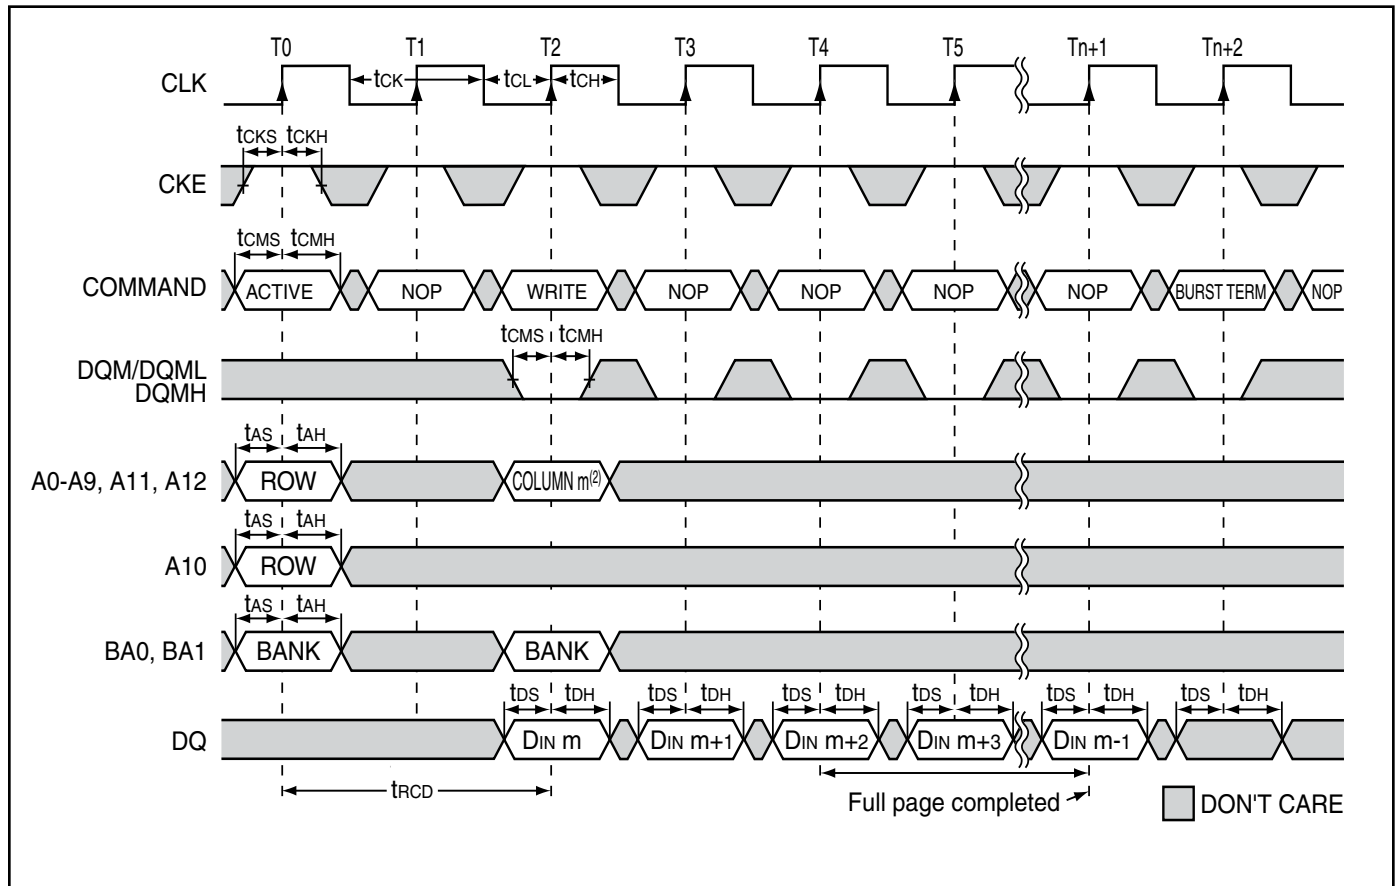 T0 T1 T2 T3 T4 T5 Tn+1 Tn+2
CLK tCK tCL tCH
tCKS tCKH
CKE
tCMS tCMH
COMMAND ACTIVE NOP WRITE NOP NOP NOP NOP BURST TERM NOP
tCMS tCMH
DQM/DQML
DQMH
tAS tAH
A0-A9, A11, A12 ROW COLUMN m(2)
tAS tAH
A10 ROW
tAS tAH
BA0, BA1 BANK BANK
tDS tDH tDS tDH tDS tDH tDS tDH tDS tDH tDS tDH
DQ DIN m DIN m+1 DIN m+2 DIN m+3 DIN m-1
tRCD
Full page completed
DON'T CARE